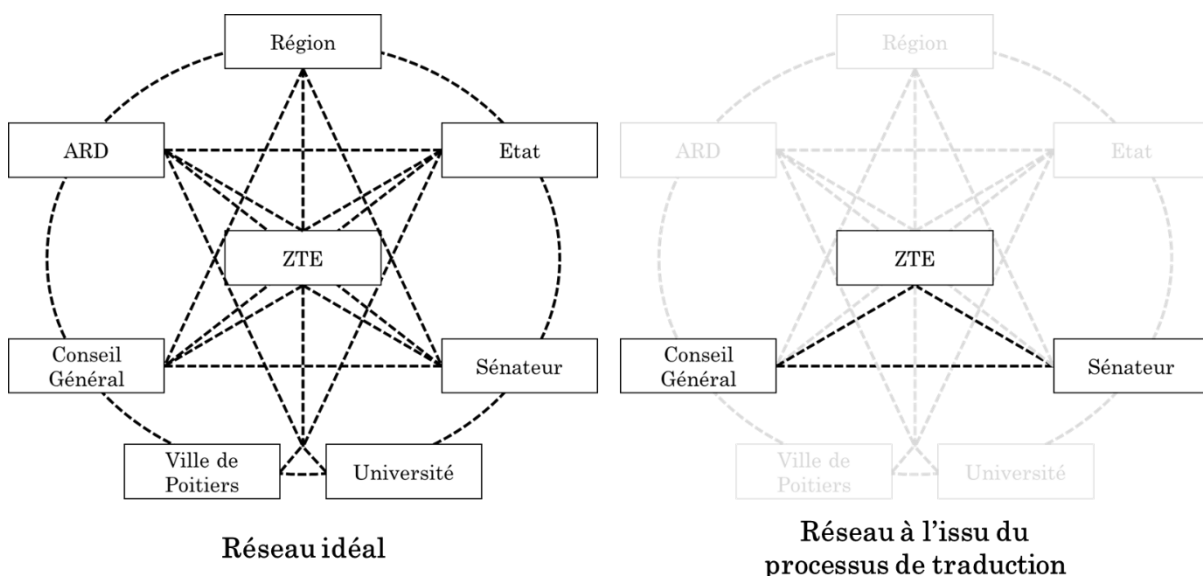 Région
ARD
Etat
ZTE
Conseil
Général
Sénateur
Ville de
Poitiers
Université
Réseau idéal
Région
ARD
Etat
ZTE
Conseil
Général
Sénateur
Ville de
Poitiers
Université
Réseau à l’issu du
processus de traduction